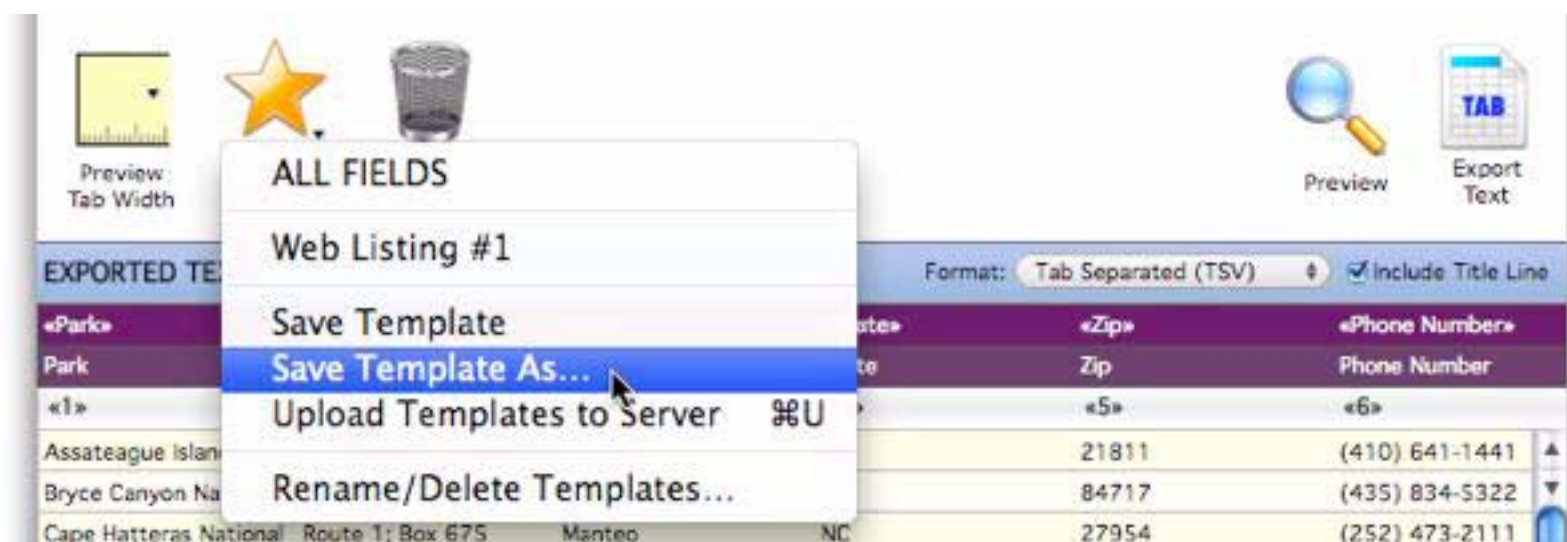 TAB
Preview
Tab Width
Preview
Export
Text
ALL FIELDS
Web Listing #1
Save Template
Save Template As...
Upload Templates to Server ⌘U
Rename/Delete Templates...
EXPORTED Format: Tab Separated (TSV) Include Title Line
«Park» «Zip» «Phone Number»
Park Zip Phone Number
«1» «5» «6»
Assateague 21811 (410) 641-1441
Bryce Canyon 84717 (435) 834-5322
Cape Hatteras National Route 1; Box 675 Manteo NC 27954 (252) 473-2111